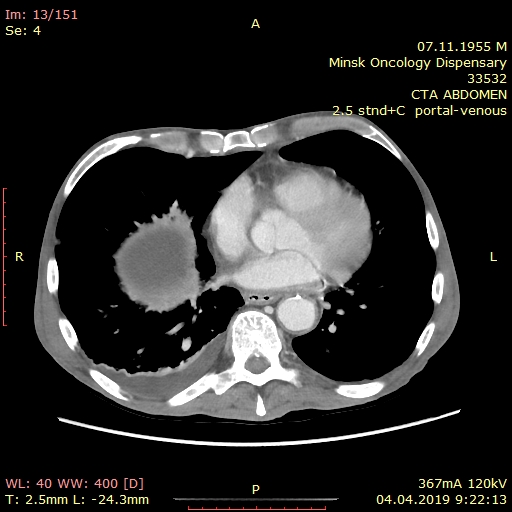 Im: 13/151
Se: 4
A
07.11.1955 M
Minsk Oncology Dispensary
33532
CTA ABDOMEN
2.5 stnd+C portal-venous
R
L
WL: 40 WW: 400 [D]
T: 2.5mm L: -24.3mm
P
367mA 120kV
04.04.2019 9:22:13